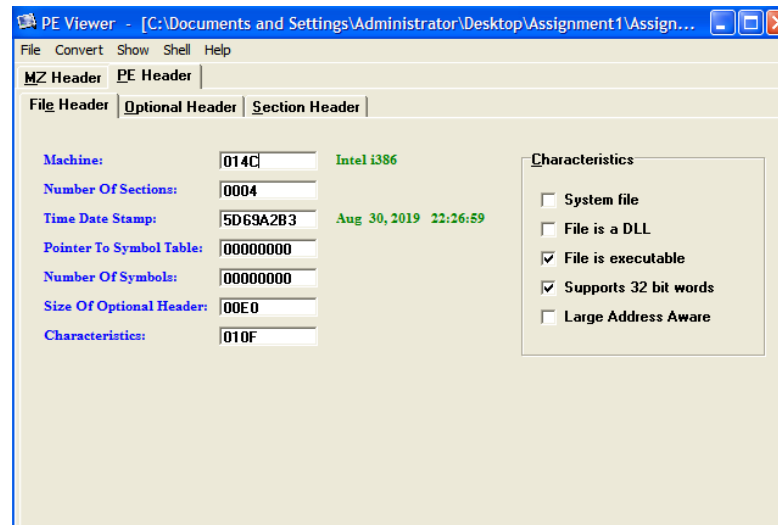 PE Viewer - [C:\Documents and Settings\Administrator\Desktop\Assignment1\Assign...
File Convert Show Shell Help
MZ Header PE Header
File Header Optional Header Section Header
Machine: 014C Intel i386
Number Of Sections: 0004
Time Date Stamp: 5D69A2B3 Aug 30, 2019 22:26:59
Pointer To Symbol Table: 00000000
Number Of Symbols: 00000000
Size Of Optional Header: 00E0
Characteristics: 010F
Characteristics
System file
File is a DLL
File is executable
Supports 32 bit words
Large Address Aware